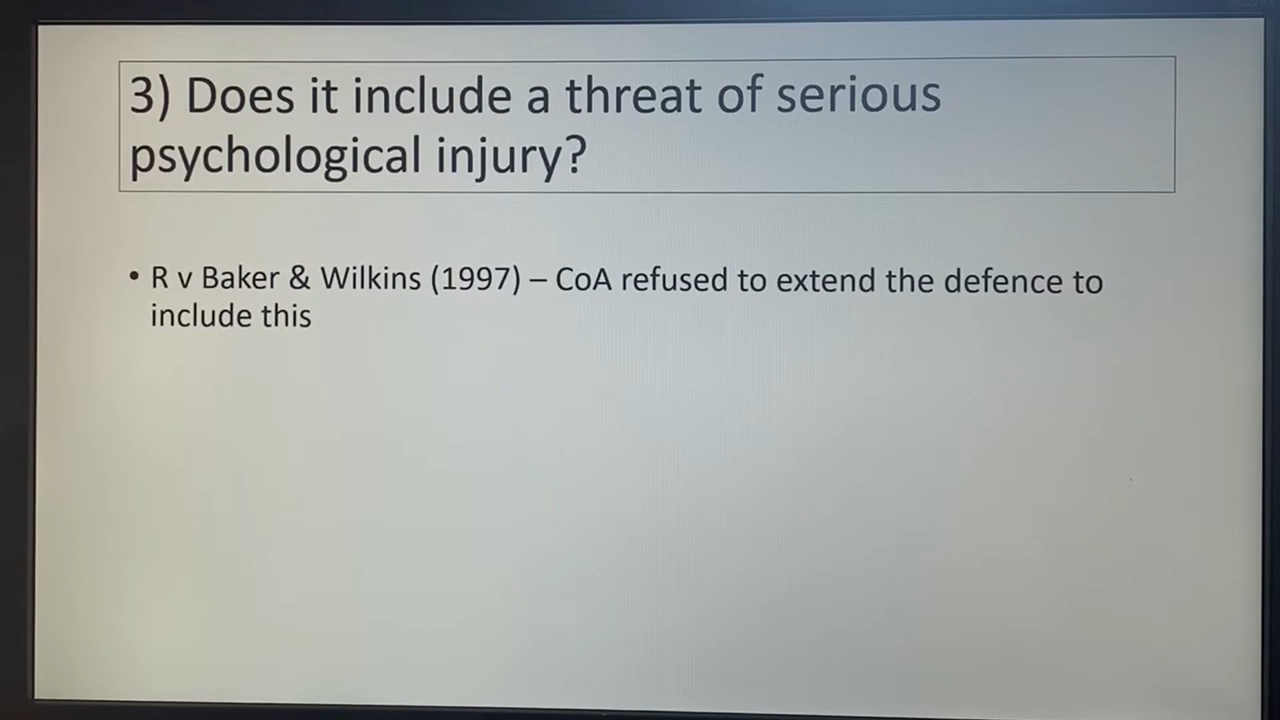 3) Does it include a threat of serious
psychological injury?
• R v Baker & Wilkins (1997) – CoA refused to extend the defence to
include this